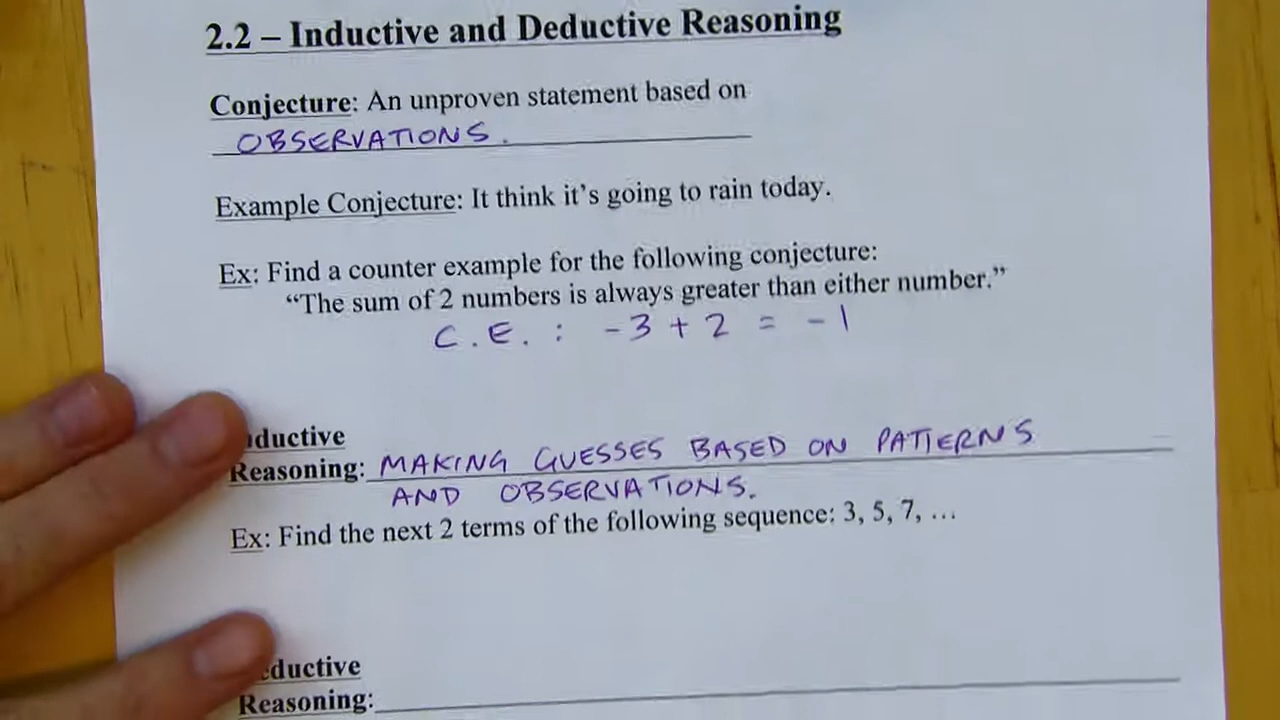 2.2 – Inductive and Deductive Reasoning
Conjecture: An unproven statement based on
OBSERVATIONS.
Example Conjecture: It think it's going to rain today.
Ex: Find a counter example for the following conjecture:
“The sum of 2 numbers is always greater than either number.”
C.E. : -3 + 2 = -1
ductive
Reasoning: MAKING GUESSES BASED ON PATTERNS
AND OBSERVATIONS.
Ex: Find the next 2 terms of the following sequence: 3, 5, 7, …
eductive
Reasoning: